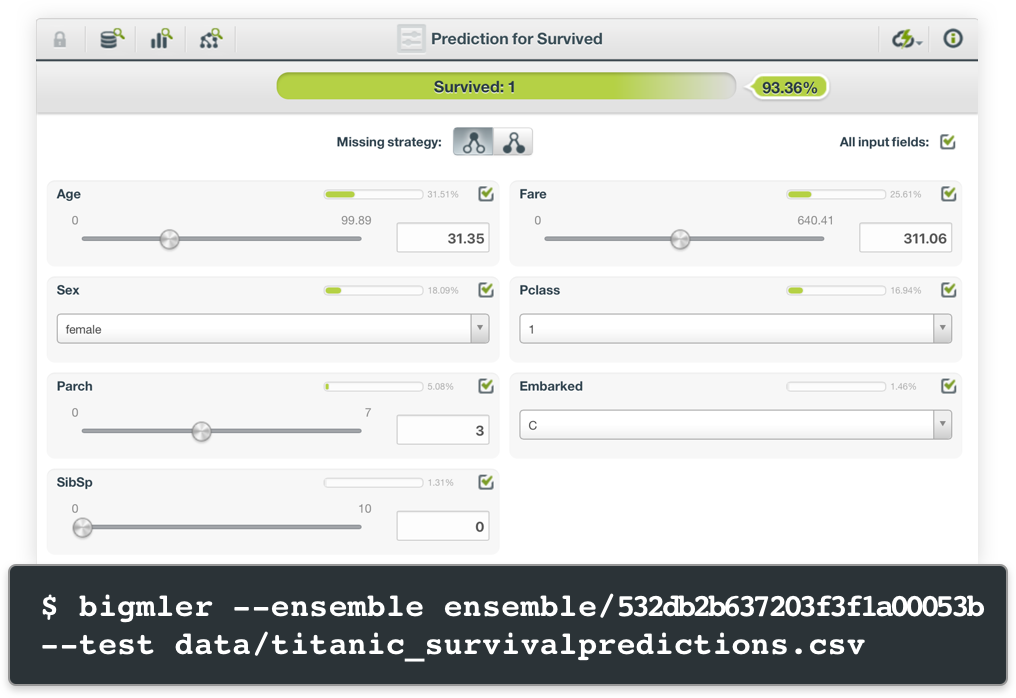 Prediction for Survived
Survived: 1
93.36%
Missing strategy:
All input fields:
Age
31.51%
0
99.89
31.35
Fare
25.61%
0
640.41
311.06
Sex
18.09%
female
Pclass
16.94%
1
Parch
5.08%
0
7
3
Embarked
1.46%
C
SibSp
1.31%
0
10
0
$ bigmler --ensemble ensemble/532db2b637203f3f1a00053b
--test data/titanic_survivalpredictions.csv